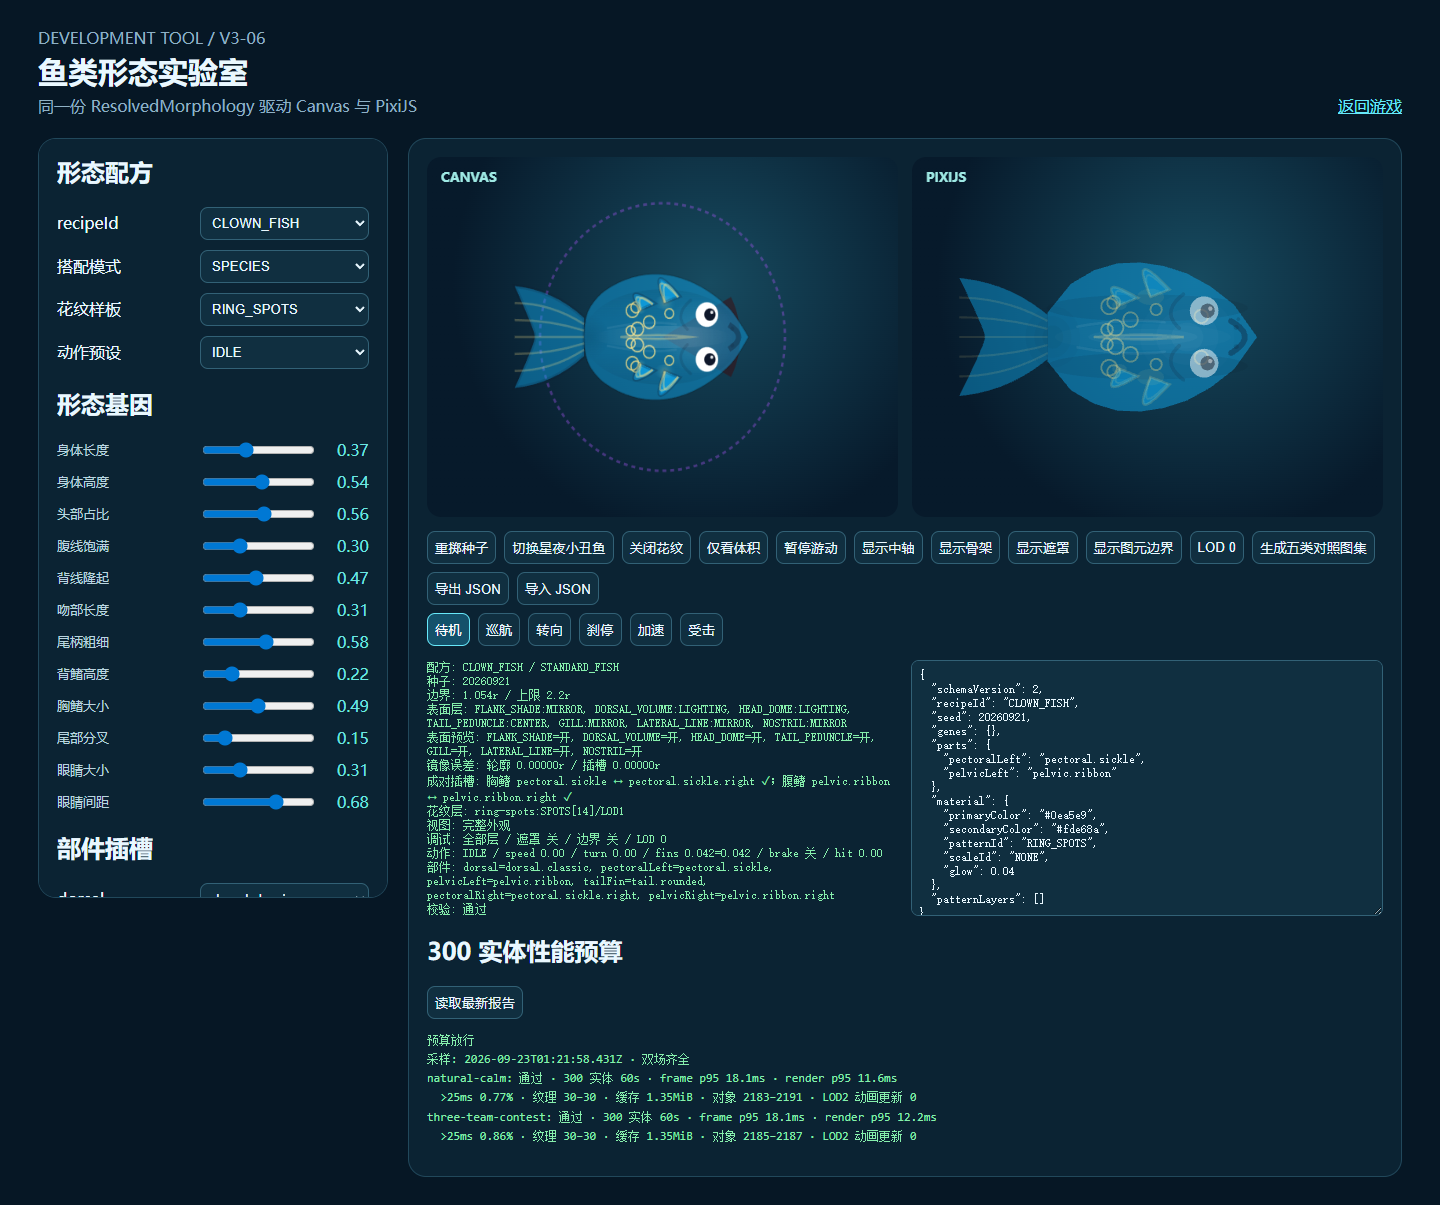 DEVELOPMENT TOOL / V3-06
鱼类形态实验室
同一份 ResolvedMorphology 驱动 Canvas 与 PixiJS
返回游戏
形态配方
recipeId CLOWN_FISH
搭配模式 SPECIES
花纹样板 RING_SPOTS
动作预设 IDLE
形态基因
身体长度 0.37
身体高度 0.54
头部占比 0.56
腹线饱满 0.30
背线隆起 0.47
吻部长度 0.31
尾柄粗细 0.58
背鳍高度 0.22
胸鳍大小 0.49
尾部分叉 0.15
眼睛大小 0.31
眼睛间距 0.68
部件插槽
CANVAS
PIXIJS
重掷种子 切换星夜小丑鱼 关闭花纹 仅看体积 暂停游动 显示中轴 显示骨架 显示遮罩 显示图元边界 LOD 0 生成五类对照图集
导出 JSON 导入 JSON
待机 巡航 转向 刹停 加速 受击
配方: CLOWN_FISH / STANDARD_FISH
种子: 20260921
边界: 1.054r / 上限 2.2r
表面层: FLANK_SHADE:MIRROR, DORSAL_VOLUME:LIGHTING, HEAD_DOME:LIGHTING,
TAIL_PEDUNCLE:CENTER, GILL:MIRROR, LATERAL_LINE:MIRROR, NOSTRIL:MIRROR
表面预览: FLANK_SHADE=开, DORSAL_VOLUME=开, HEAD_DOME=开, TAIL_PEDUNCLE=开,
GILL=开, LATERAL_LINE=开, NOSTRIL=开
镜像误差: 轮廓 0.00000r / 插槽 0.00000r
成对插槽: 胸鳍 pectoral.sickle ↔ pectoral.sickle.right ✓; 腹鳍 pelvic.ribbon
↔ pelvic.ribbon.right ✓
花纹层: ring-spots:SPOTS[14]/LOD1
视图: 完整外观
调试: 全部层 / 遮罩 关 / 边界 关 / LOD 0
动作: IDLE / speed 0.00 / turn 0.00 / fins 0.042=0.042 / brake 关 / hit 0.00
部件: dorsal=dorsal.classic, pectoralLeft=pectoral.sickle,
pelvicLeft=pelvic.ribbon, tailFin=tail.rounded,
pectoralRight=pectoral.sickle.right, pelvicRight=pelvic.ribbon.right
校验: 通过
{
"schemaVersion": 2,
"recipeId": "CLOWN_FISH",
"seed": 20260921,
"genes": {},
"parts": {
"pectoralLeft": "pectoral.sickle",
"pelvicLeft": "pelvic.ribbon"
},
"material": {
"primaryColor": "#0ea5e9",
"secondaryColor": "#fde68a",
"patternId": "RING_SPOTS",
"scaleId": "NONE",
"glow": 0.04
},
"patternLayers": []
}
300 实体性能预算
读取最新报告
预算放行
采样: 2026-09-23T01:21:58.431Z · 双场齐全
natural-calm: 通过 · 300 实体 60s · frame p95 18.1ms · render p95 11.6ms
>25ms 0.77% · 纹理 30-30 · 缓存 1.35MiB · 对象 2183-2191 · LOD2 动画更新 0
three-team-contest: 通过 · 300 实体 60s · frame p95 18.1ms · render p95 12.2ms
>25ms 0.86% · 纹理 30-30 · 缓存 1.35MiB · 对象 2185-2187 · LOD2 动画更新 0